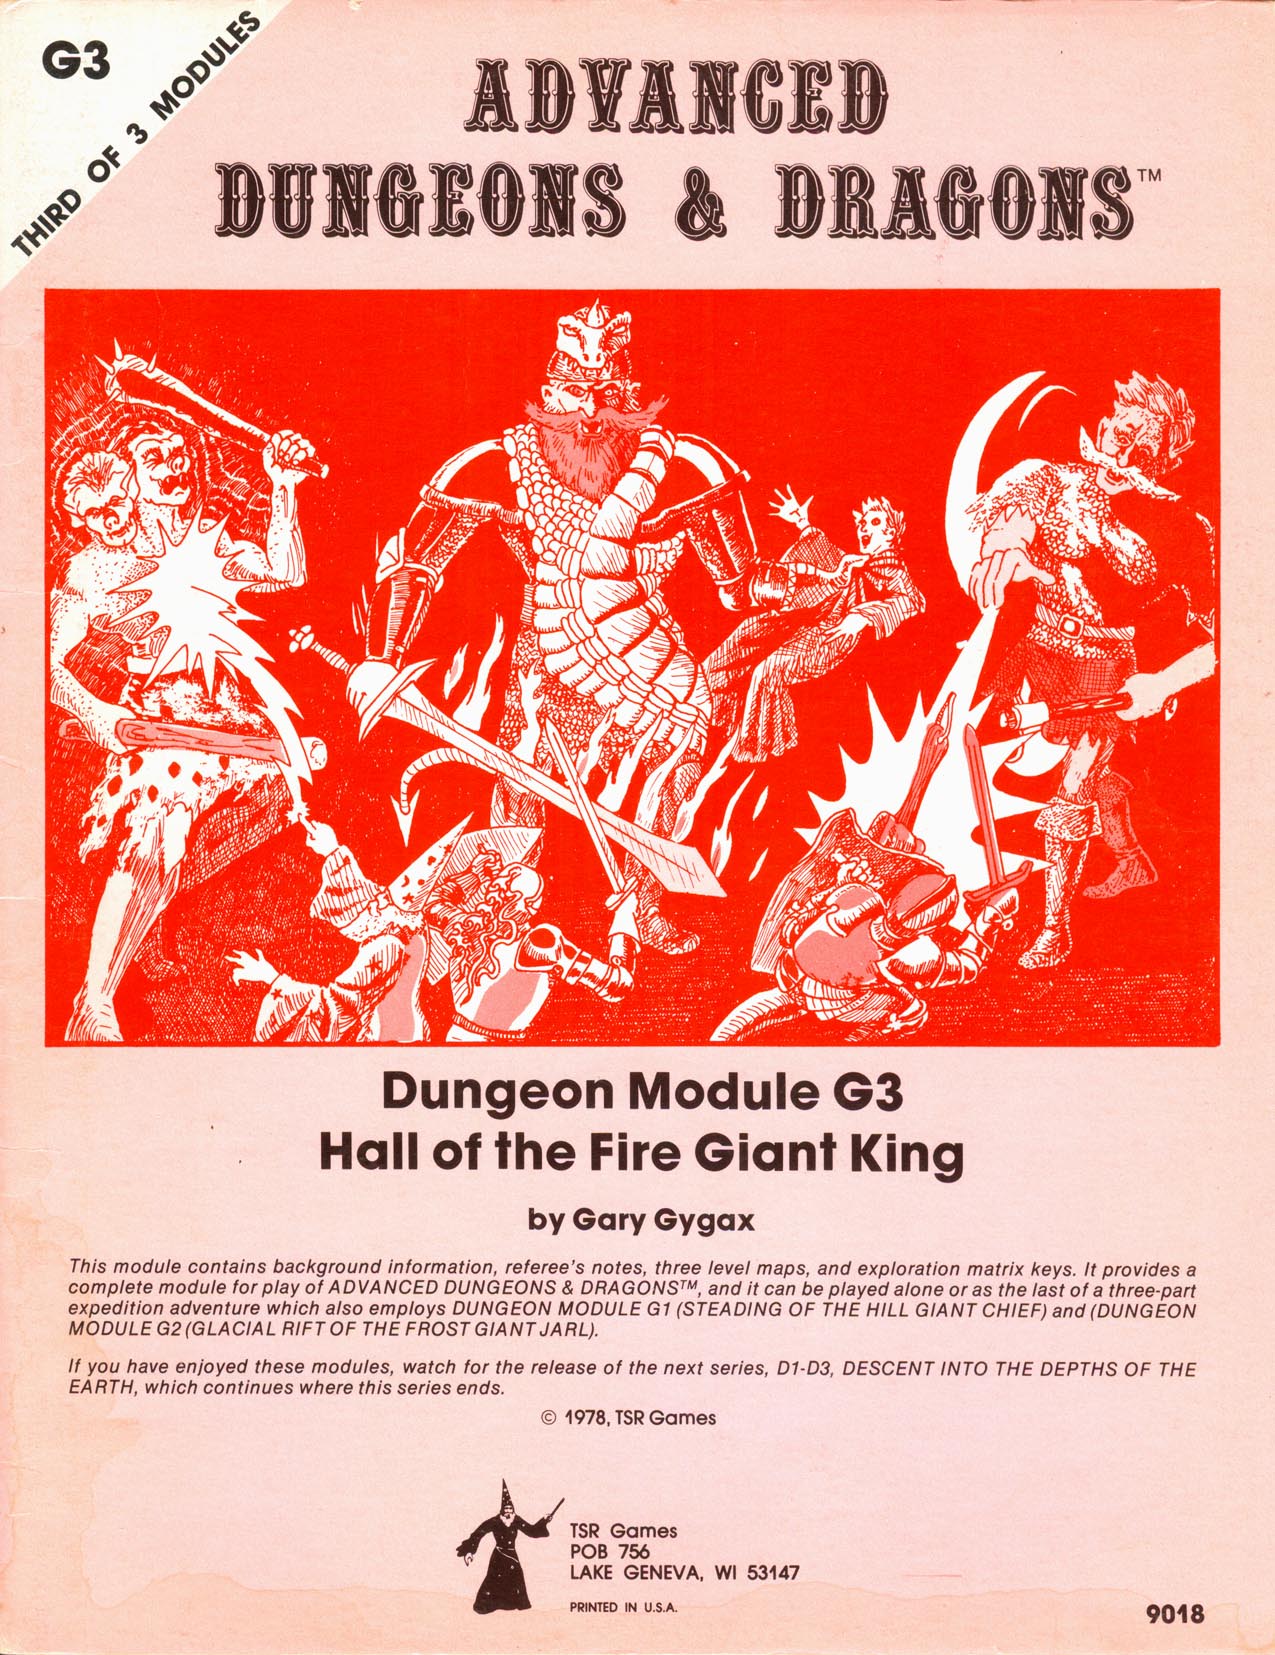 G3
THIRD OF 3 MODULES
ADVANCED
DUNGEONS & DRAGONS™
Dungeon Module G3
Hall of the Fire Giant King
by Gary Gygax
This module contains background information, referee's notes, three level maps, and exploration matrix keys. It provides a
complete module for play of ADVANCED DUNGEONS & DRAGONS™, and it can be played alone or as the last of a three-part
expedition adventure which also employs DUNGEON MODULE G1 (STEADING OF THE HILL GIANT CHIEF) and (DUNGEON
MODULE G2 (GLACIAL RIFT OF THE FROST GIANT JARL).
If you have enjoyed these modules, watch for the release of the next series, D1-D3, DESCENT INTO THE DEPTHS OF THE
EARTH, which continues where this series ends.
© 1978, TSR Games
TSR Games
POB 756
LAKE GENEVA, WI 53147
PRINTED IN U.S.A.
9018